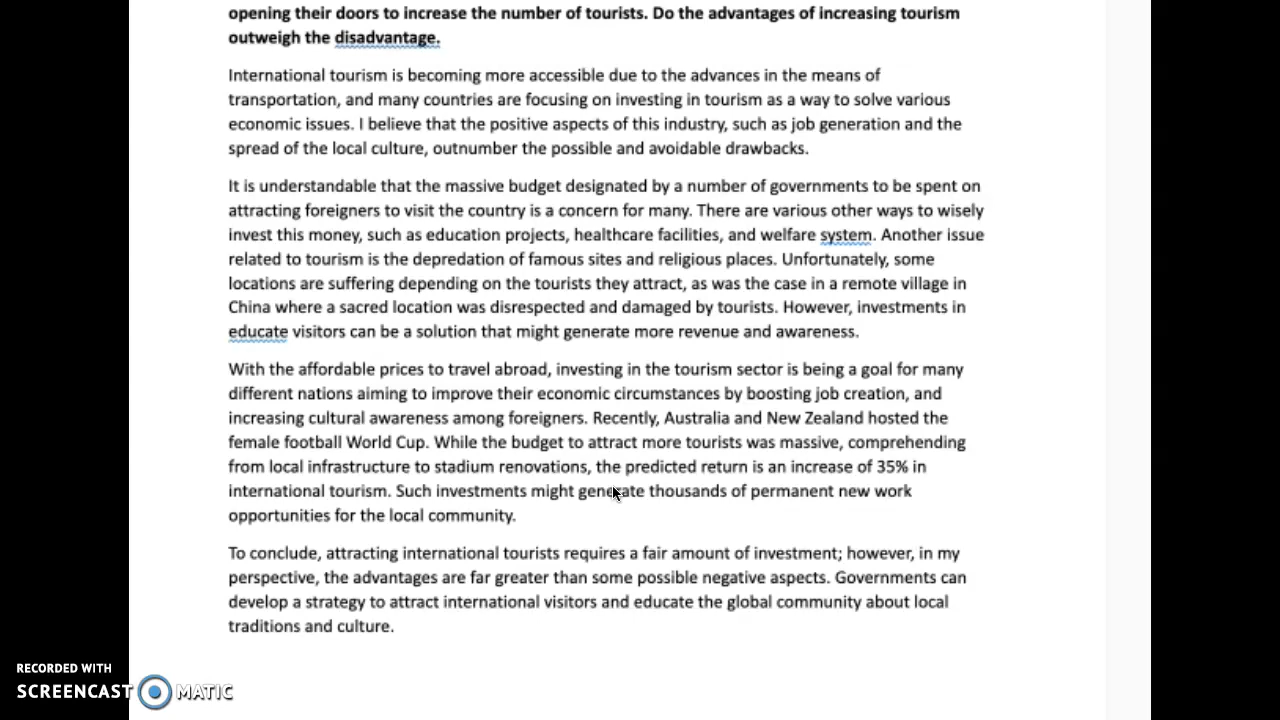 opening their doors to increase the number of tourists. Do the advantages of increasing tourism
outweigh the disadvantage.
International tourism is becoming more accessible due to the advances in the means of
transportation, and many countries are focusing on investing in tourism as a way to solve various
economic issues. I believe that the positive aspects of this industry, such as job generation and the
spread of the local culture, outnumber the possible and avoidable drawbacks.
It is understandable that the massive budget designated by a number of governments to be spent on
attracting foreigners to visit the country is a concern for many. There are various other ways to wisely
invest this money, such as education projects, healthcare facilities, and welfare system. Another issue
related to tourism is the depredation of famous sites and religious places. Unfortunately, some
locations are suffering depending on the tourists they attract, as was the case in a remote village in
China where a sacred location was disrespected and damaged by tourists. However, investments in
educate visitors can be a solution that might generate more revenue and awareness.
With the affordable prices to travel abroad, investing in the tourism sector is being a goal for many
different nations aiming to improve their economic circumstances by boosting job creation, and
increasing cultural awareness among foreigners. Recently, Australia and New Zealand hosted the
female football World Cup. While the budget to attract more tourists was massive, comprehending
from local infrastructure to stadium renovations, the predicted return is an increase of 35% in
international tourism. Such investments might generate thousands of permanent new work
opportunities for the local community.
To conclude, attracting international tourists requires a fair amount of investment; however, in my
perspective, the advantages are far greater than some possible negative aspects. Governments can
develop a strategy to attract international visitors and educate the global community about local
traditions and culture.
RECORDED WITH
SCREENCAST MATIC